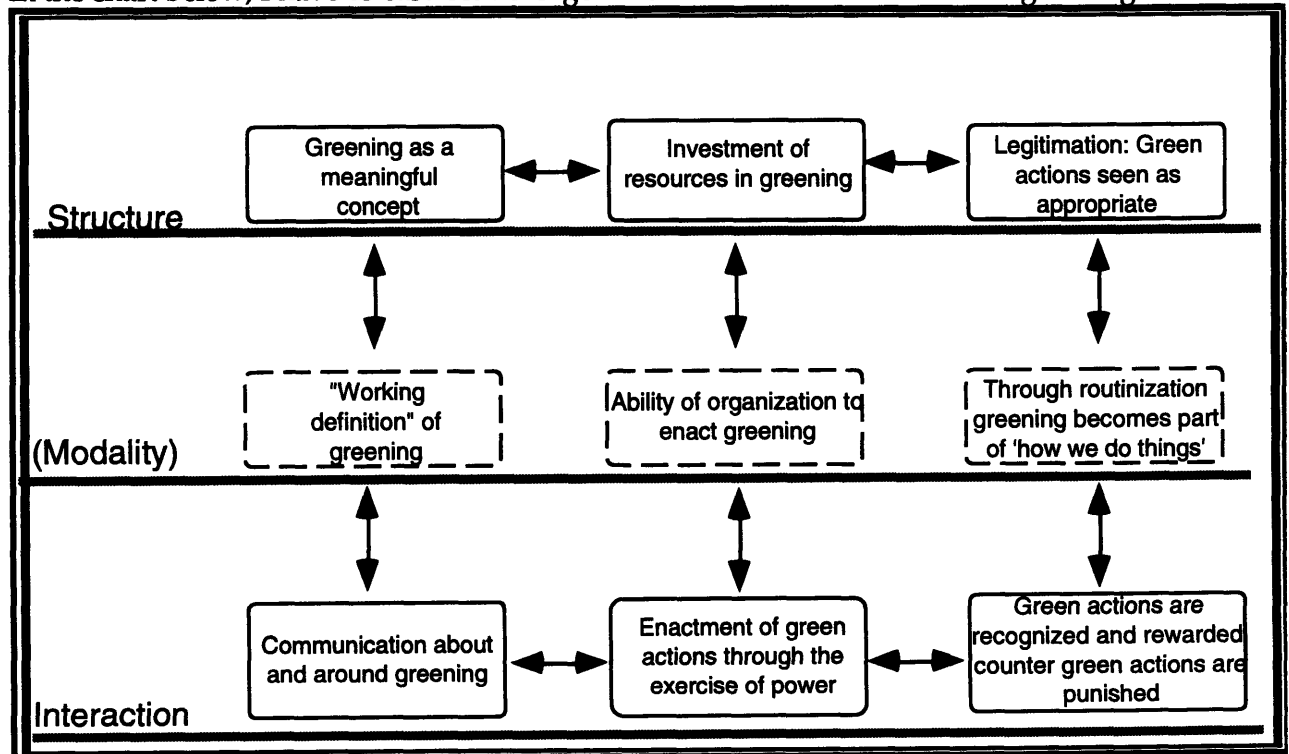 Greening as a
meaningful
concept
Investment of
resources in greening
Legitimation: Green
actions seen as
appropriate
Structure
"Working
definition" of
greening
Ability of organization to
enact greening
Through routinization
greening becomes part
of 'how we do things'
(Modality)
Communication about
and around greening
Enactment of green
actions through the
exercise of power
Green actions are
recognized and rewarded
counter green actions are
punished
Interaction